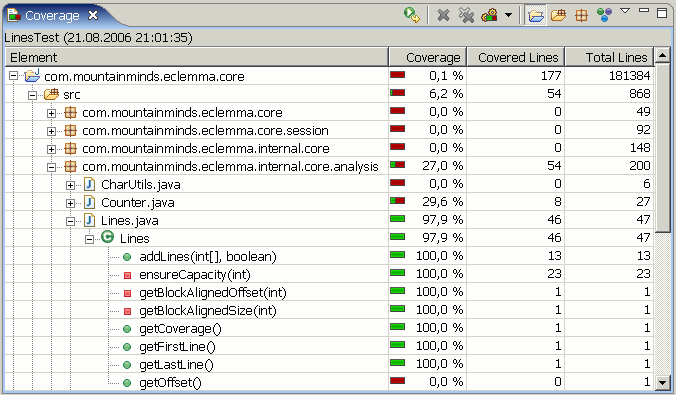 Coverage
LinesTest (21.08.2006 21:01:35)
Element Coverage Covered Lines Total Lines
com.mountainminds.eclemma.core 0,1 % 177 181384
src 6,2 % 54 868
com.mountainminds.eclemma.core 0,0 % 0 49
com.mountainminds.eclemma.core.session 0,0 % 0 92
com.mountainminds.eclemma.internal.core 0,0 % 0 148
com.mountainminds.eclemma.internal.core.analysis 27,0 % 54 200
J CharUtils.java 0,0 % 0 6
J Counter.java 29,6 % 8 27
J Lines.java 97,9 % 46 47
C Lines 97,9 % 46 47
addLines(int[], boolean) 100,0 % 13 13
ensureCapacity(int) 100,0 % 23 23
getBlockAlignedOffset(int) 100,0 % 1 1
getBlockAlignedSize(int) 100,0 % 1 1
getCoverage() 100,0 % 1 1
getFirstLine() 100,0 % 1 1
getLastLine() 100,0 % 1 1
getOffset() 0,0 % 0 1